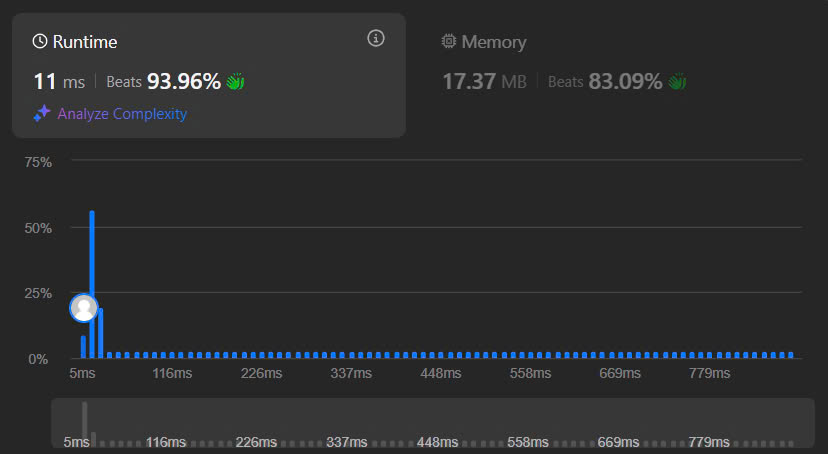 Runtime
11 ms | Beats 93.96%
Analyze Complexity
Memory
17.37 MB | Beats 83.09%
75%
50%
25%
0%
5ms 116ms 226ms 337ms 448ms 558ms 669ms 779ms
5ms 116ms 226ms 337ms 448ms 558ms 669ms 779ms